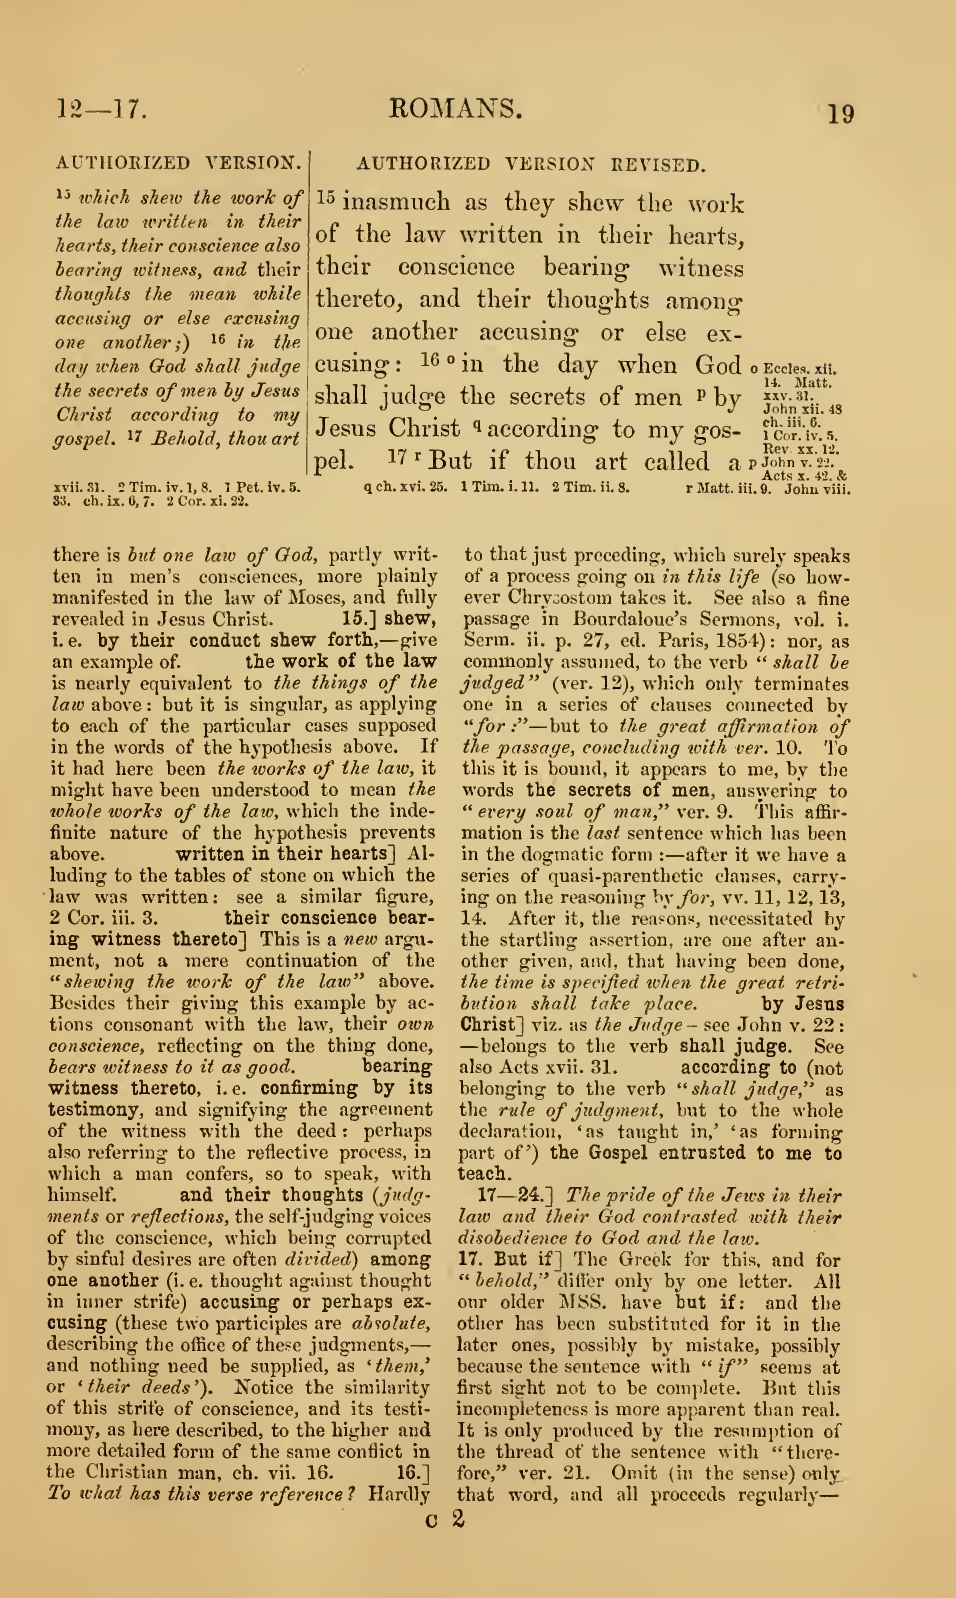 12—17.
ROMANS.
19
AUTHORIZED VERSION.
15 which shew the work of
the law written in their
hearts, their conscience also
bearing witness, and their
thoughts the mean while
accusing or else excusing
one another;) 16 in the
day when God shall judge
the secrets of men by Jesus
Christ according to my
gospel. 17 Behold, thou art
AUTHORIZED VERSION REVISED.
15 inasmuch as they shew the work
of the law written in their hearts,
their conscience bearing witness
thereto, and their thoughts among
one another accusing or else ex-
cusing: 16 o in the day when God
shall judge the secrets of men p by
Jesus Christ q according to my gos-
pel. 17 r But if thou art called a
o Eccles. xii.
14. Matt.
xxv. 31.
John xii. 48
ch. iii. 6.
1 Cor. iv. 5.
Rev. xx. 12.
p John v. 22.
Acts x. 42. &
xvii. 31. 2 Tim. iv. 1, 8. 1 Pet. iv. 5.
q ch. xvi. 25. 1 Tim. i. 11. 2 Tim. ii. 8.
r Matt. iii. 9. John viii.
33. ch. ix. 6, 7. 2 Cor. xi. 22.
there is but one law of God, partly writ-
ten in men's consciences, more plainly
manifested in the law of Moses, and fully
revealed in Jesus Christ. 15.] shew,
i. e. by their conduct shew forth,—give
an example of. the work of the law
is nearly equivalent to the things of the
law above: but it is singular, as applying
to each of the particular cases supposed
in the words of the hypothesis above. If
it had here been the works of the law, it
might have been understood to mean the
whole works of the law, which the inde-
finite nature of the hypothesis prevents
above. written in their hearts] Al-
luding to the tables of stone on which the
law was written: see a similar figure,
2 Cor. iii. 3. their conscience bear-
ing witness thereto] This is a new argu-
ment, not a mere continuation of the
"shewing the work of the law" above.
Besides their giving this example by ac-
tions consonant with the law, their own
conscience, reflecting on the thing done,
bears witness to it as good. bearing
witness thereto, i. e. confirming by its
testimony, and signifying the agreement
of the witness with the deed: perhaps
also referring to the reflective process, in
which a man confers, so to speak, with
himself. and their thoughts (judg-
ments or reflections, the self-judging voices
of the conscience, which being corrupted
by sinful desires are often divided) among
one another (i. e. thought against thought
in inner strife) accusing or perhaps ex-
cusing (these two participles are absolute,
describing the office of these judgments,—
and nothing need be supplied, as 'them,'
or 'their deeds'). Notice the similarity
of this strife of conscience, and its testi-
mony, as here described, to the higher and
more detailed form of the same conflict in
the Christian man, ch. vii. 16. 16.]
To what has this verse reference? Hardly
to that just preceding, which surely speaks
of a process going on in this life (so how-
ever Chrysostom takes it. See also a fine
passage in Bourdaloue's Sermons, vol. i.
Serm. ii. p. 27, ed. Paris, 1854): nor, as
commonly assumed, to the verb "shall be
judged" (ver. 12), which only terminates
one in a series of clauses connected by
"for:"—but to the great affirmation of
the passage, concluding with ver. 10. To
this it is bound, it appears to me, by the
words the secrets of men, answering to
"every soul of man," ver. 9. This affir-
mation is the last sentence which has been
in the dogmatic form:—after it we have a
series of quasi-parenthetic clauses, carry-
ing on the reasoning by for, vv. 11, 12, 13,
14. After it, the reasons, necessitated by
the startling assertion, are one after an-
other given, and, that having been done,
the time is specified when the great retri-
bution shall take place. by Jesus
Christ] viz. as the Judge – see John v. 22:
—belongs to the verb shall judge. See
also Acts xvii. 31. according to (not
belonging to the verb "shall judge," as
the rule of judgment, but to the whole
declaration, 'as taught in,' 'as forming
part of') the Gospel entrusted to me to
teach.
17—24.] The pride of the Jews in their
law and their God contrasted with their
disobedience to God and the law.
17. But if] The Greek for this, and for
"behold," differ only by one letter. All
our older MSS. have but if: and the
other has been substituted for it in the
later ones, possibly by mistake, possibly
because the sentence with "if" seems at
first sight not to be complete. But this
incompleteness is more apparent than real.
It is only produced by the resumption of
the thread of the sentence with "there-
fore," ver. 21. Omit (in the sense) only
that word, and all proceeds regularly—
C 2